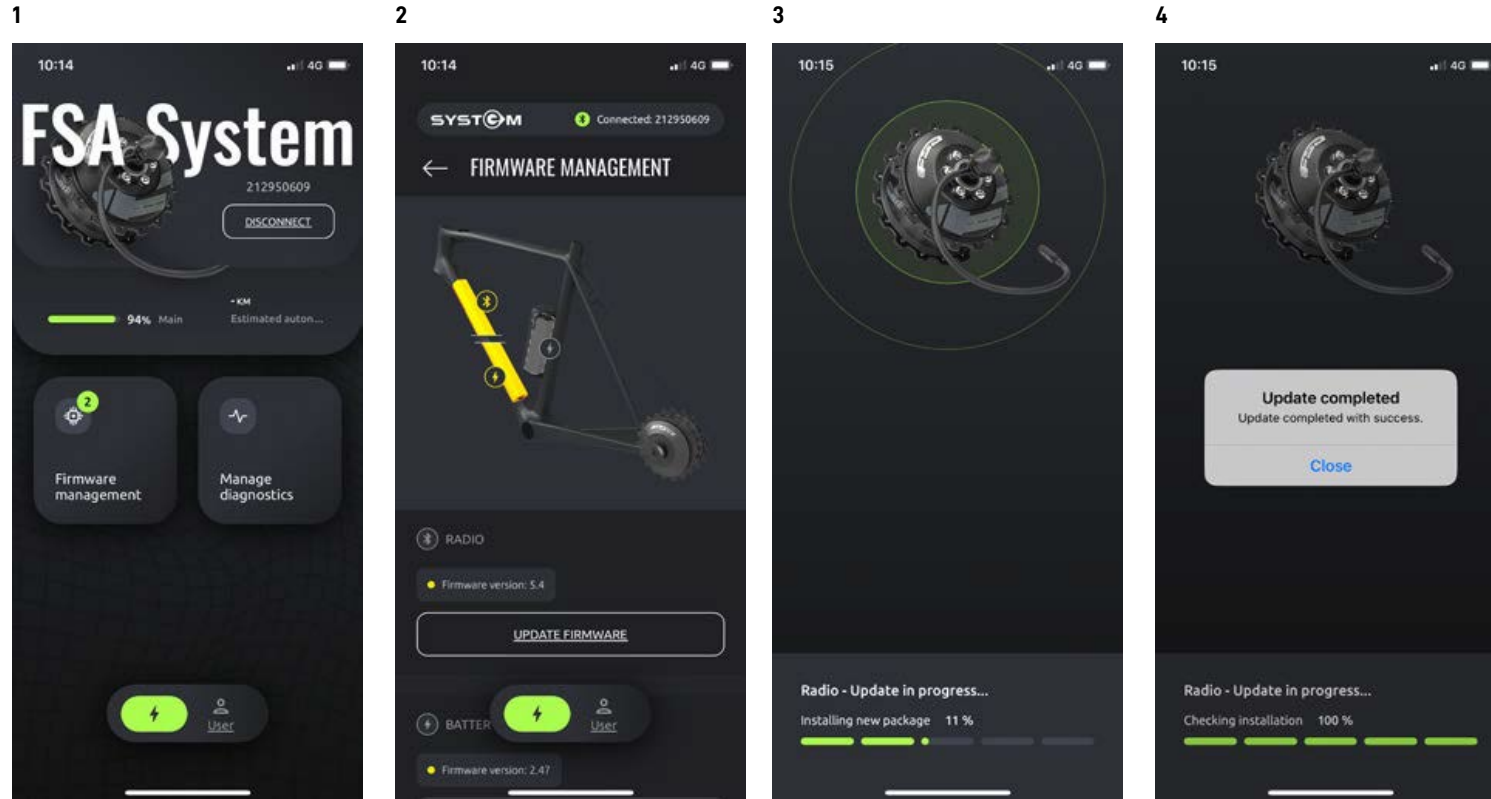 1
10:14
4G
FSA System
212950609
DISCONNECT
- KM
94% Main
Estimated auton...
2
Firmware
management
Manage
diagnostics
User
2
10:14
4G
SYSTEM
Connected: 212950609
FIRMWARE MANAGEMENT
RADIO
Firmware version: 5.4
UPDATE FIRMWARE
BATTER
User
Firmware version: 2.47
3
10:15
4G
FSA
Radio - Update in progress...
Installing new package 11 %
4
10:15
4G
FSA
Update completed
Update completed with success.
Close
Radio - Update in progress...
Checking installation 100 %